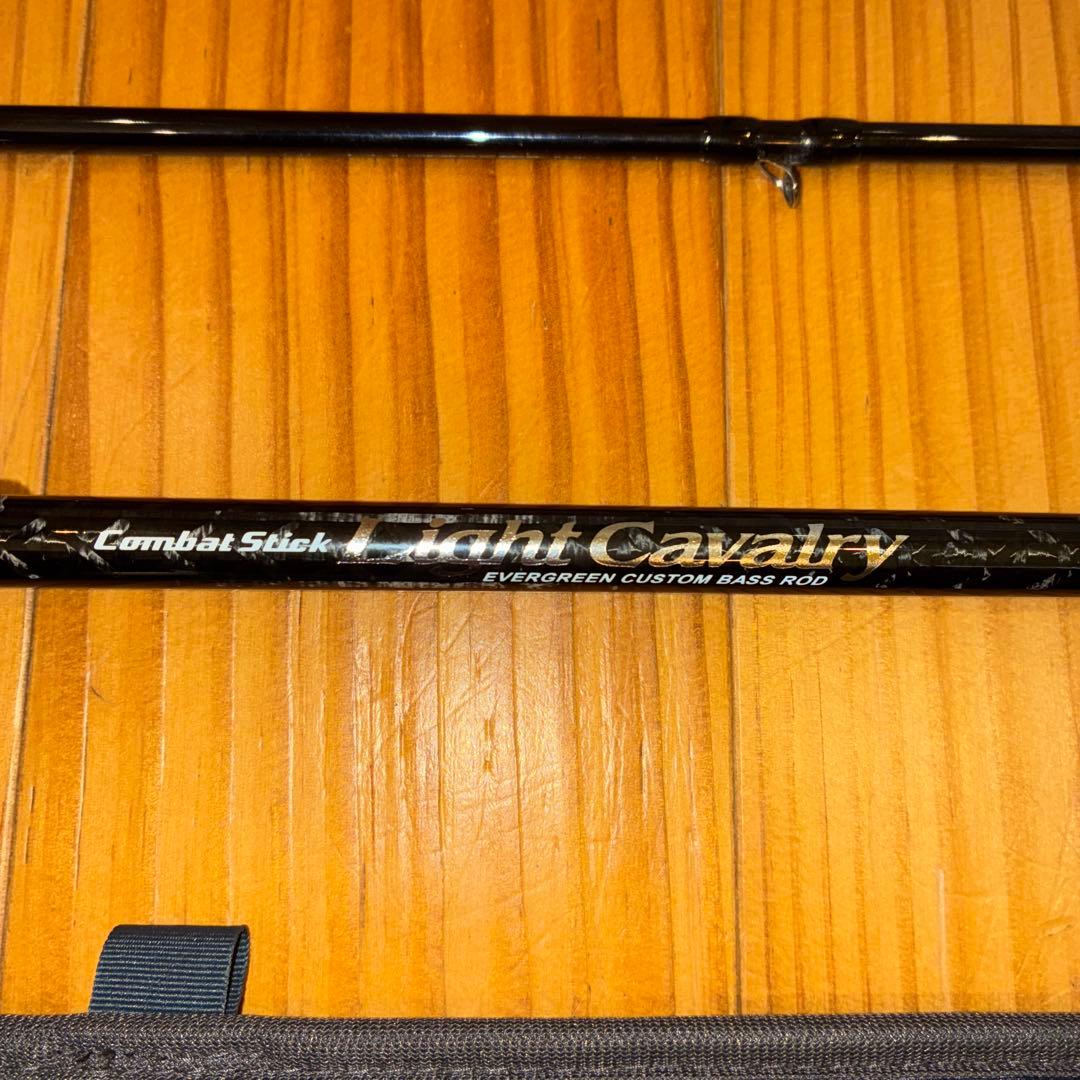 Combat Stick Light Cavalry
EVERGREEN CUSTOM BASS ROD